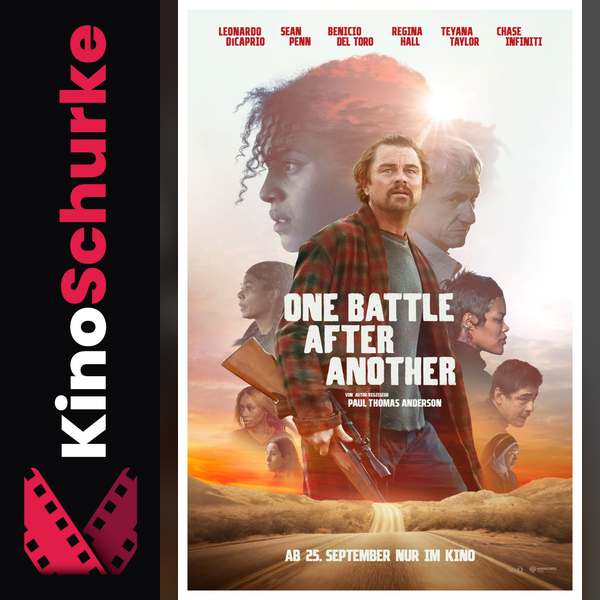 KinoSchurke
LEONARDO SEAN BENICIO REGINA TEYANA CHASE
DiCAPRIO PENN DEL TORO HALL TAYLOR INFINITI
ONE BATTLE
AFTER
ANOTHER
VON AUTOR/REGISSEUR
PAUL THOMAS ANDERSON
AB 25. SEPTEMBER NUR IM KINO